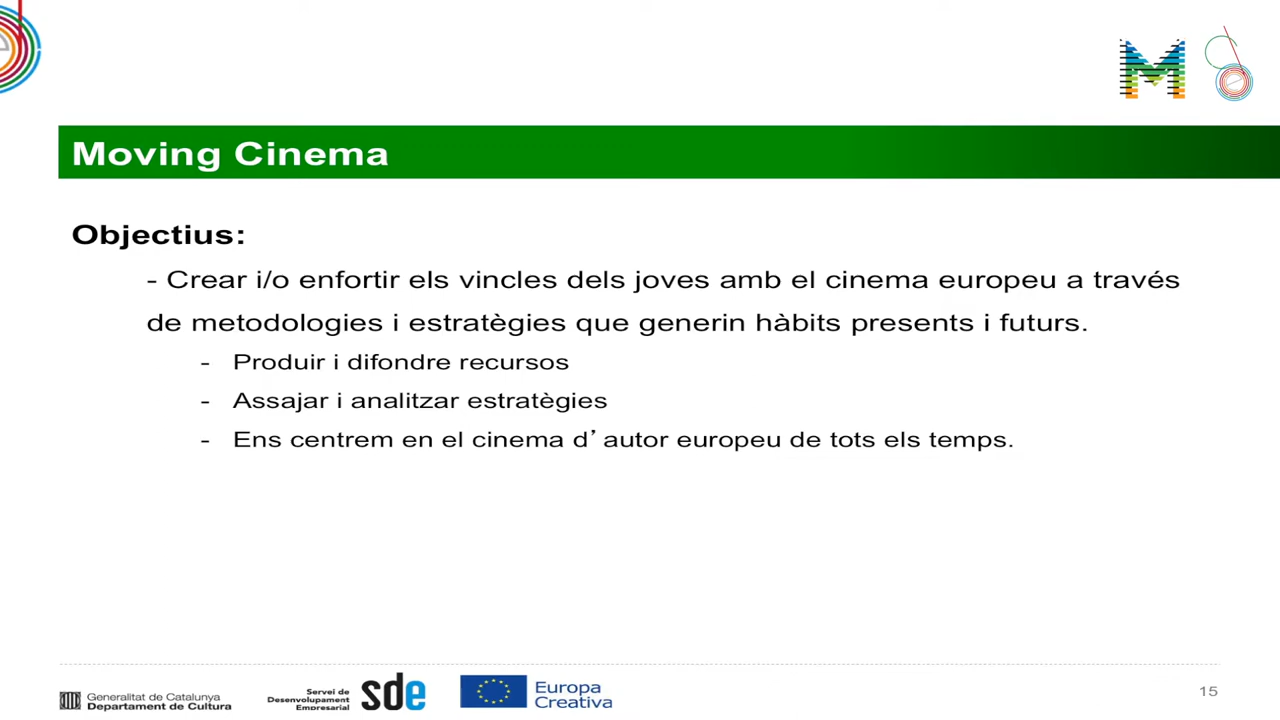 Moving Cinema
Objectius:
- Crear i/o enfortir els vincles dels joves amb el cinema europeu a través
de metodologies i estratègies que generin hàbits presents i futurs.
- Produir i difondre recursos
- Assajar i analitzar estratègies
- Ens centrem en el cinema d’autor europeu de tots els temps.
Generalitat de Catalunya
Departament de Cultura
Servei de
Desenvolupament
Empresarial
sde
Europa
Creativa
15